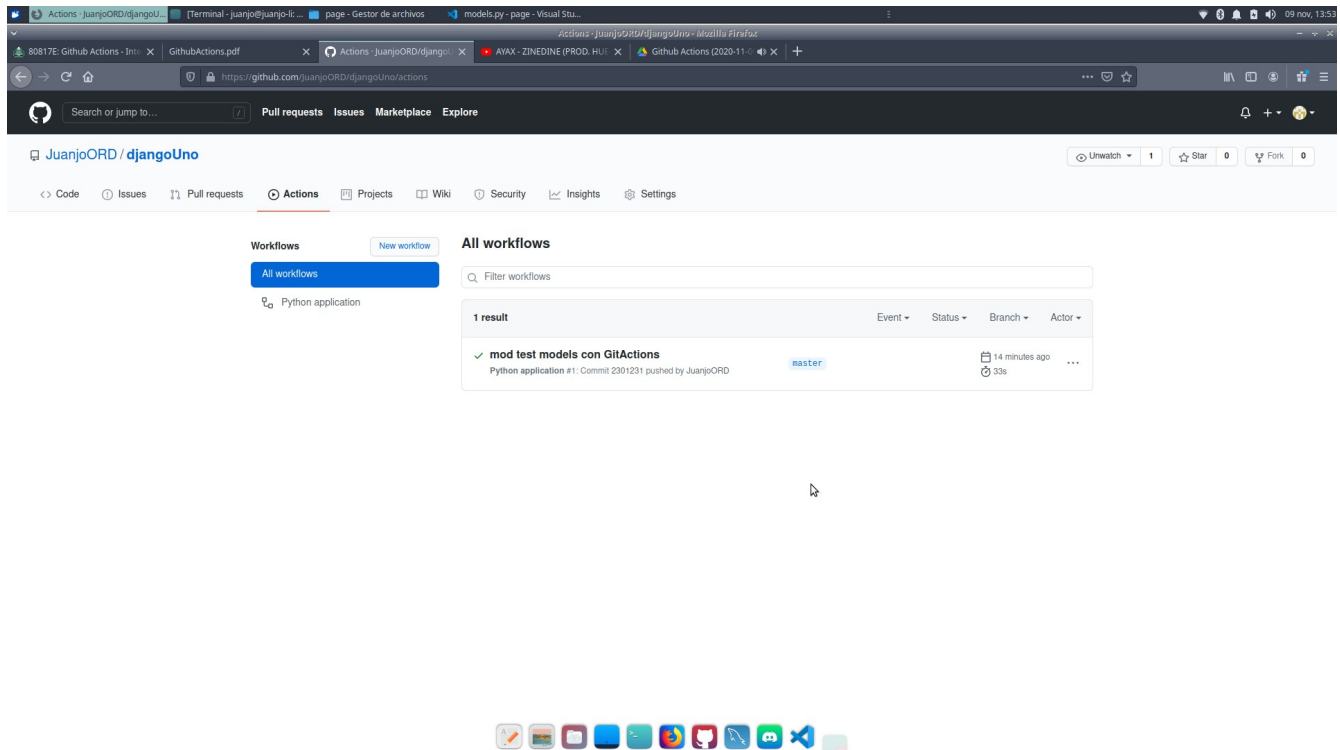 Actions · JuanjoORD/djangoU...
[Terminal - juanjo@juanjo-li: ...
page - Gestor de archivos
models.py - page - Visual Stu...
09 nov, 13:53
Actions · JuanjoORD/djangoUno - Mozilla Firefox
80817E: Github Actions - Inte
GithubActions.pdf
Actions · JuanjoORD/djangoU
AYAX - ZINEDINE (PROD. HUE
Github Actions (2020-11-0
https://github.com/JuanjoORD/djangoUno/actions
Search or jump to...
/
Pull requests Issues Marketplace Explore
JuanjoORD / djangoUno
Unwatch 1
Star 0
Fork 0
Code Issues Pull requests Actions Projects Wiki Security Insights Settings
Workflows
New workflow
All workflows
Python application
All workflows
Filter workflows
1 result
Event Status Branch Actor
mod test models con GitActions
Python application #1: Commit 2301231 pushed by JuanjoORD
master
14 minutes ago
33s